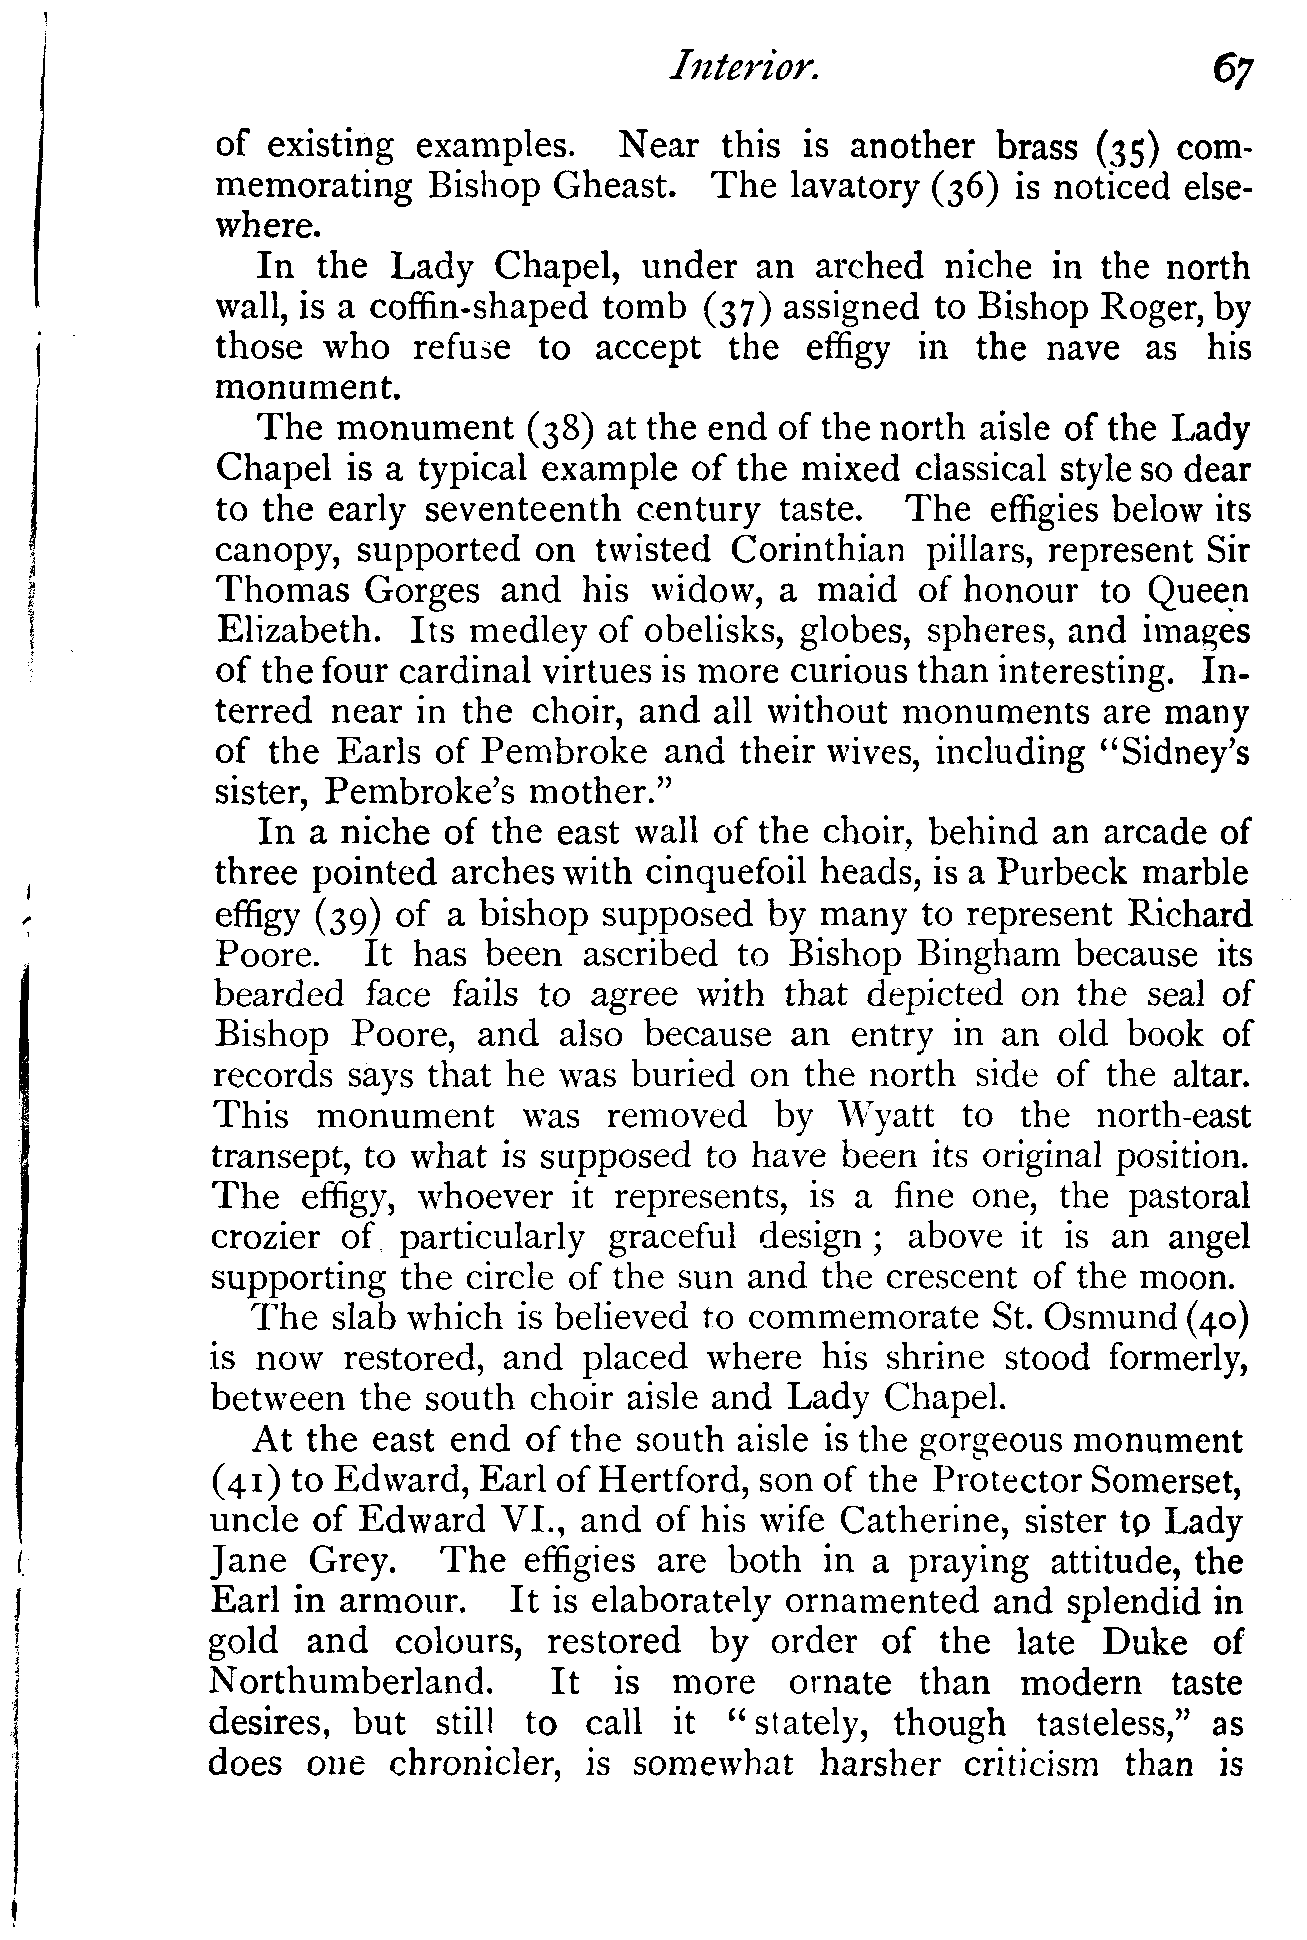 Interior. 67
of existing examples. Near this is another brass (35) com-
memorating Bishop Gheast. The lavatory (36) is noticed else-
where.
In the Lady Chapel, under an arched niche in the north
wall, is a coffin-shaped tomb (37) assigned to Bishop Roger, by
those who refuse to accept the effigy in the nave as his
monument.
The monument (38) at the end of the north aisle of the Lady
Chapel is a typical example of the mixed classical style so dear
to the early seventeenth century taste. The effigies below its
canopy, supported on twisted Corinthian pillars, represent Sir
Thomas Gorges and his widow, a maid of honour to Queen
Elizabeth. Its medley of obelisks, globes, spheres, and images
of the four cardinal virtues is more curious than interesting. In-
terred near in the choir, and all without monuments are many
of the Earls of Pembroke and their wives, including "Sidney's
sister, Pembroke's mother."
In a niche of the east wall of the choir, behind an arcade of
three pointed arches with cinquefoil heads, is a Purbeck marble
effigy (39) of a bishop supposed by many to represent Richard
Poore. It has been ascribed to Bishop Bingham because its
bearded face fails to agree with that depicted on the seal of
Bishop Poore, and also because an entry in an old book of
records says that he was buried on the north side of the altar.
This monument was removed by Wyatt to the north-east
transept, to what is supposed to have been its original position.
The effigy, whoever it represents, is a fine one, the pastoral
crozier of particularly graceful design; above it is an angel
supporting the circle of the sun and the crescent of the moon.
The slab which is believed to commemorate St. Osmund (40)
is now restored, and placed where his shrine stood formerly,
between the south choir aisle and Lady Chapel.
At the east end of the south aisle is the gorgeous monument
(41) to Edward, Earl of Hertford, son of the Protector Somerset,
uncle of Edward VI., and of his wife Catherine, sister to Lady
Jane Grey. The effigies are both in a praying attitude, the
Earl in armour. It is elaborately ornamented and splendid in
gold and colours, restored by order of the late Duke of
Northumberland. It is more ornate than modern taste
desires, but still to call it "stately, though tasteless," as
does one chronicler, is somewhat harsher criticism than is